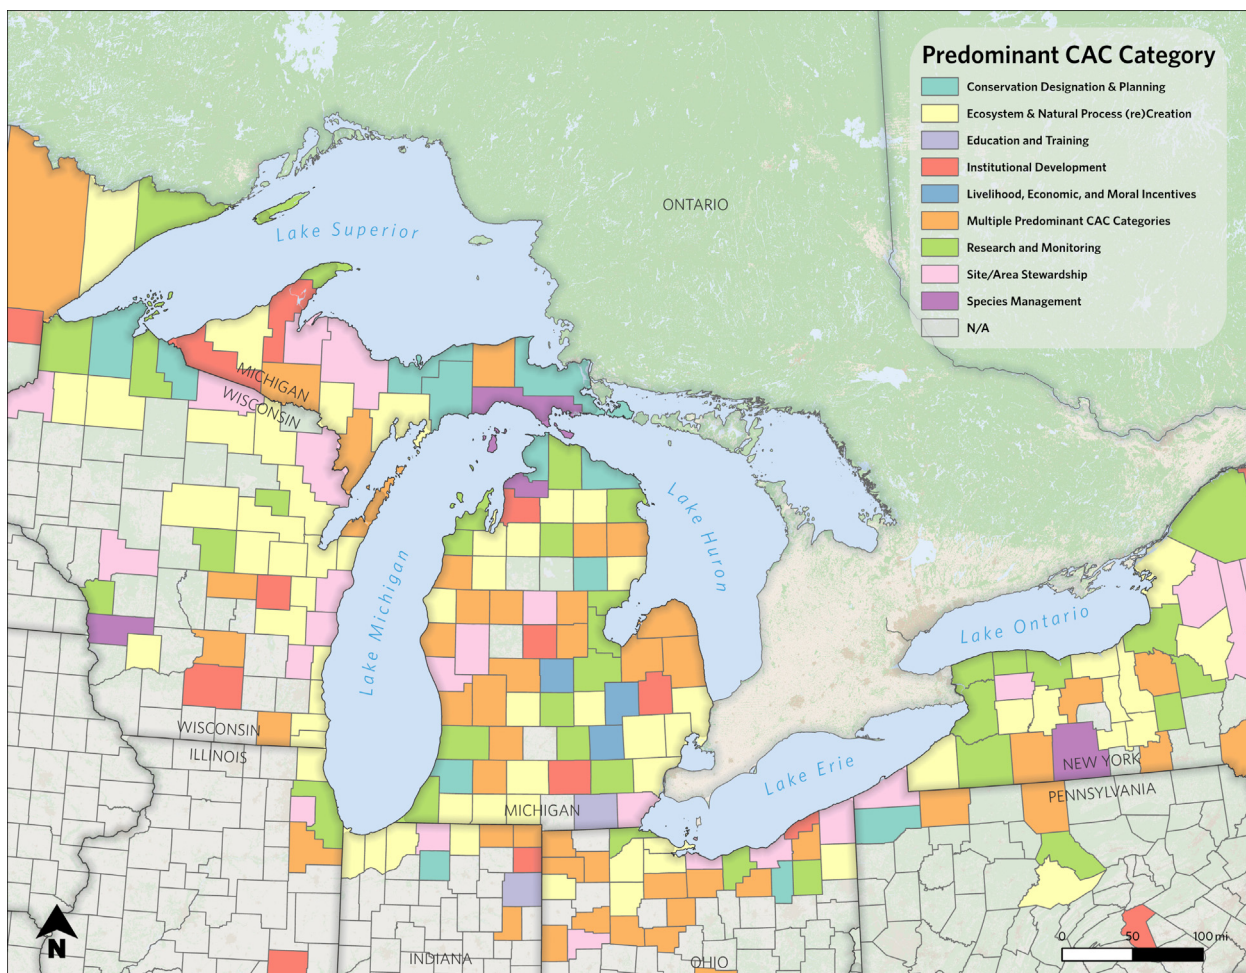 Predominant CAC Category
Conservation Designation & Planning
Ecosystem & Natural Process (re)Creation
Education and Training
Institutional Development
Livelihood, Economic, and Moral Incentives
Multiple Predominant CAC Categories
Research and Monitoring
Site/Area Stewardship
Species Management
N/A
ONTARIO
Lake Superior
MICHIGAN
WISCONSIN
Lake Huron
Lake Michigan
Lake Ontario
WISCONSIN
ILLINOIS
Lake Erie
NEW YORK
PENNSYLVANIA
MICHIGAN
N
0 50 100 mi
INDIANA
OHIO